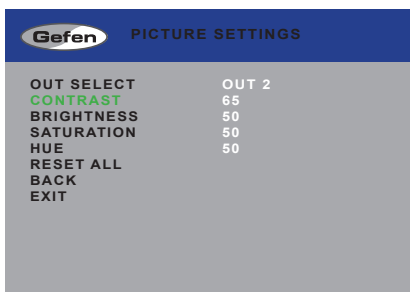 Gefen PICTURE SETTINGS
OUT SELECT OUT 2
CONTRAST 65
BRIGHTNESS 50
SATURATION 50
HUE 50
RESET ALL
BACK
EXIT